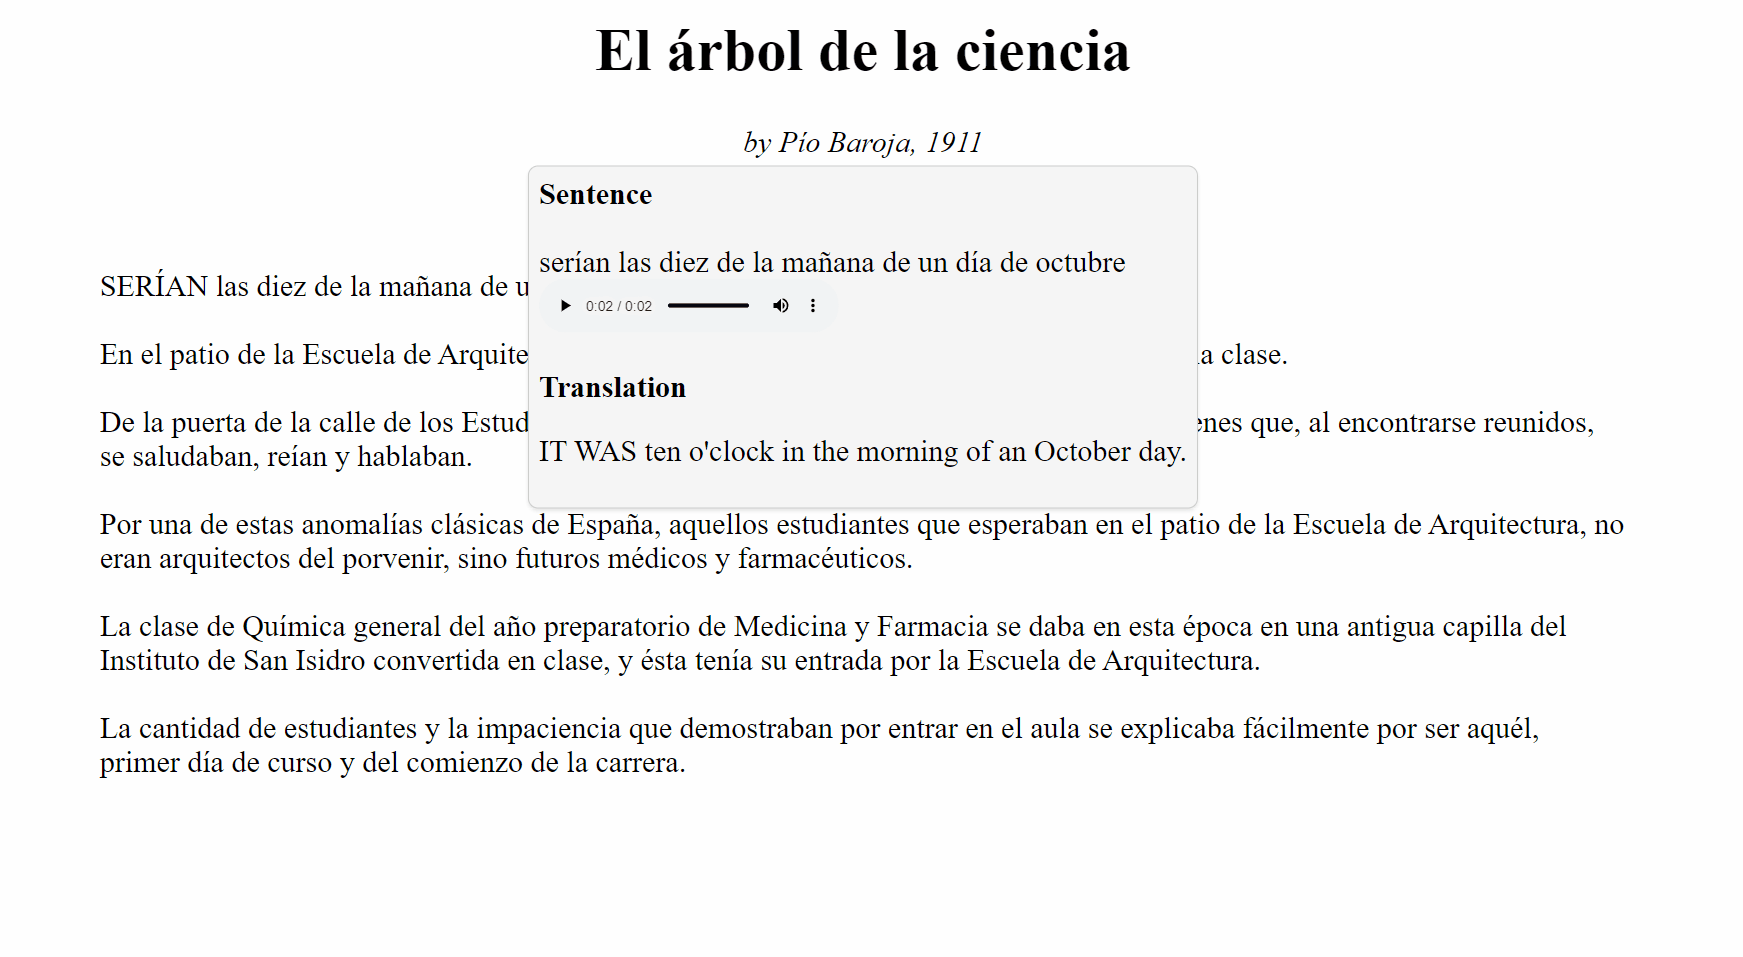 El árbol de la ciencia
by Pío Baroja, 1911
Sentence
serían las diez de la mañana de un día de octubre
0:02 / 0:02
Translation
IT WAS ten o'clock in the morning of an October day.
SERÍAN las diez de la mañana de
En el patio de la Escuela de clase.
De la puerta de la calle de los que, al encontrarse reunidos,
se saludaban, reían y hablaban.
Por una de estas anomalías clásicas de España, aquellos estudiantes que esperaban en el patio de la Escuela de Arquitectura, no
eran arquitectos del porvenir, sino futuros médicos y farmacéuticos.
La clase de Química general del año preparatorio de Medicina y Farmacia se daba en esta época en una antigua capilla del
Instituto de San Isidro convertida en clase, y ésta tenía su entrada por la Escuela de Arquitectura.
La cantidad de estudiantes y la impaciencia que demostraban por entrar en el aula se explicaba fácilmente por ser aquél,
primer día de curso y del comienzo de la carrera.